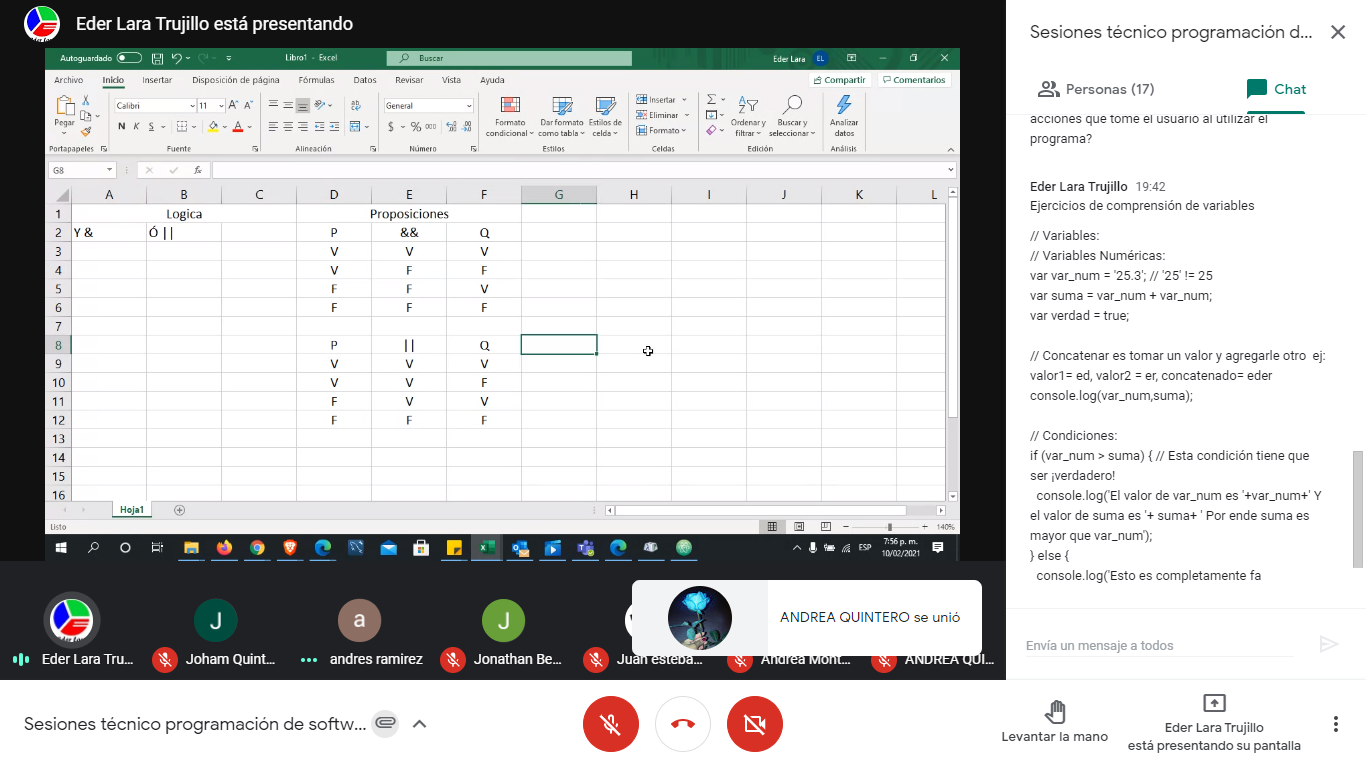 Eder Lara Trujillo está presentando
Autoguardado
Libro1 - Excel
Buscar
Eder Lara
EL
Archivo Inicio Insertar Disposición de página Fórmulas Datos Revisar Vista Ayuda
Compartir
Comentarios
Pegar
Calibri
11
N K S
General
$ % 000
Formato condicional
Dar formato como tabla
Estilos de celda
Insertar
Eliminar
Formato
Ordenar y filtrar
Buscar y seleccionar
Analizar datos
Portapapeles Fuente Alineación Número Estilos Celdas Edición Análisis
G8
fx
A B C D E F G H I J K L
1 Logica Proposiciones
2 Y & Ó || P && Q
3 V V V
4 V F F
5 F F V
6 F F F
7
8 P || Q
9 V V V
10 V V F
11 F V V
12 F F F
13
14
15
16
Hoja1
Listo
140%
ESP
7:56 p. m.
10/02/2021
Eder Lara Tru...
J
Joham Quint...
a
andres ramirez
J
Jonathan Be...
Juan esteba...
Andrea Mont...
ANDREA QUI...
ANDREA QUINTERO se unió
Sesiones técnico programación de softw...
Sesiones técnico programación d...
Personas (17)
Chat
acciones que tome el usuario al utilizar el
programa?
Eder Lara Trujillo 19:42
Ejercicios de comprensión de variables
// Variables:
// Variables Numéricas:
var var_num = '25.3'; // '25' != 25
var suma = var_num + var_num;
var verdad = true;
// Concatenar es tomar un valor y agregarle otro ej:
valor1= ed, valor2 = er, concatenado= eder
console.log(var_num,suma);
// Condiciones:
if (var_num > suma) { // Esta condición tiene que
ser ¡verdadero!
console.log('El valor de var_num es '+var_num+' Y
el valor de suma es '+ suma+ ' Por ende suma es
mayor que var_num');
} else {
console.log('Esto es completamente fa
Envía un mensaje a todos
Levantar la mano
Eder Lara Trujillo
está presentando su pantalla